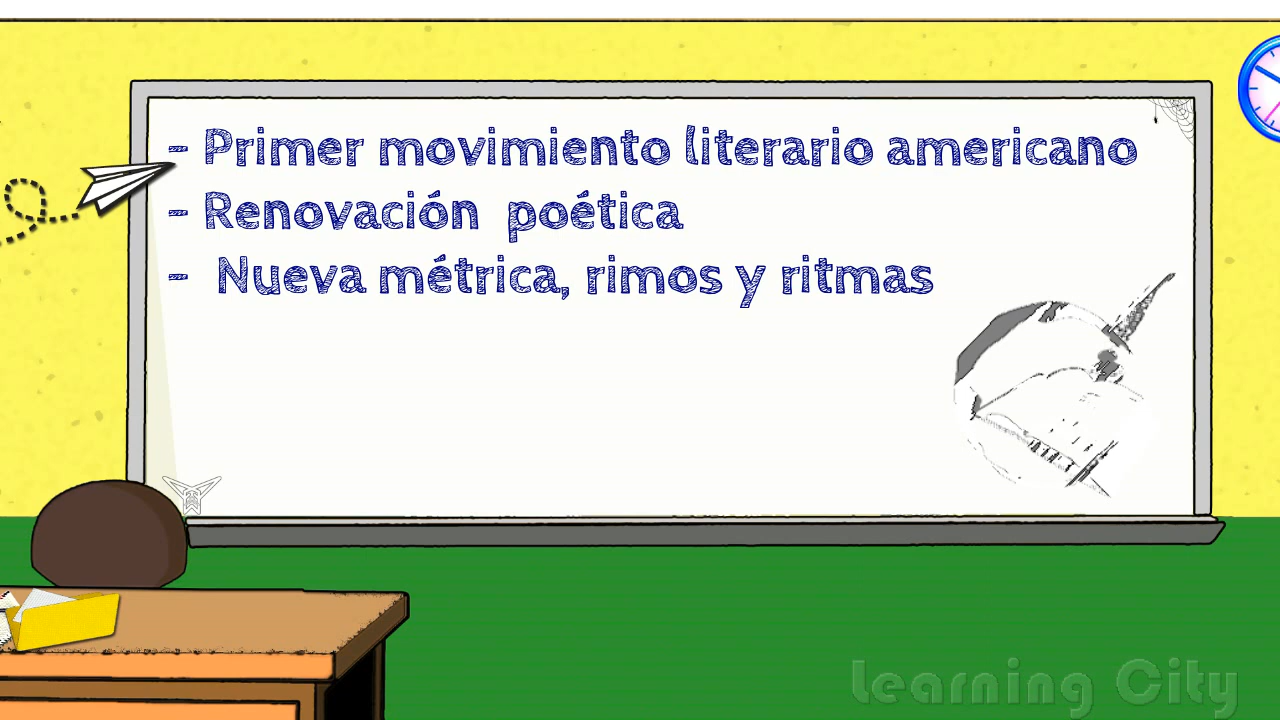 - Primer movimiento literario americano
- Renovación poética
- Nueva métrica, rimos y ritmas
Learning City